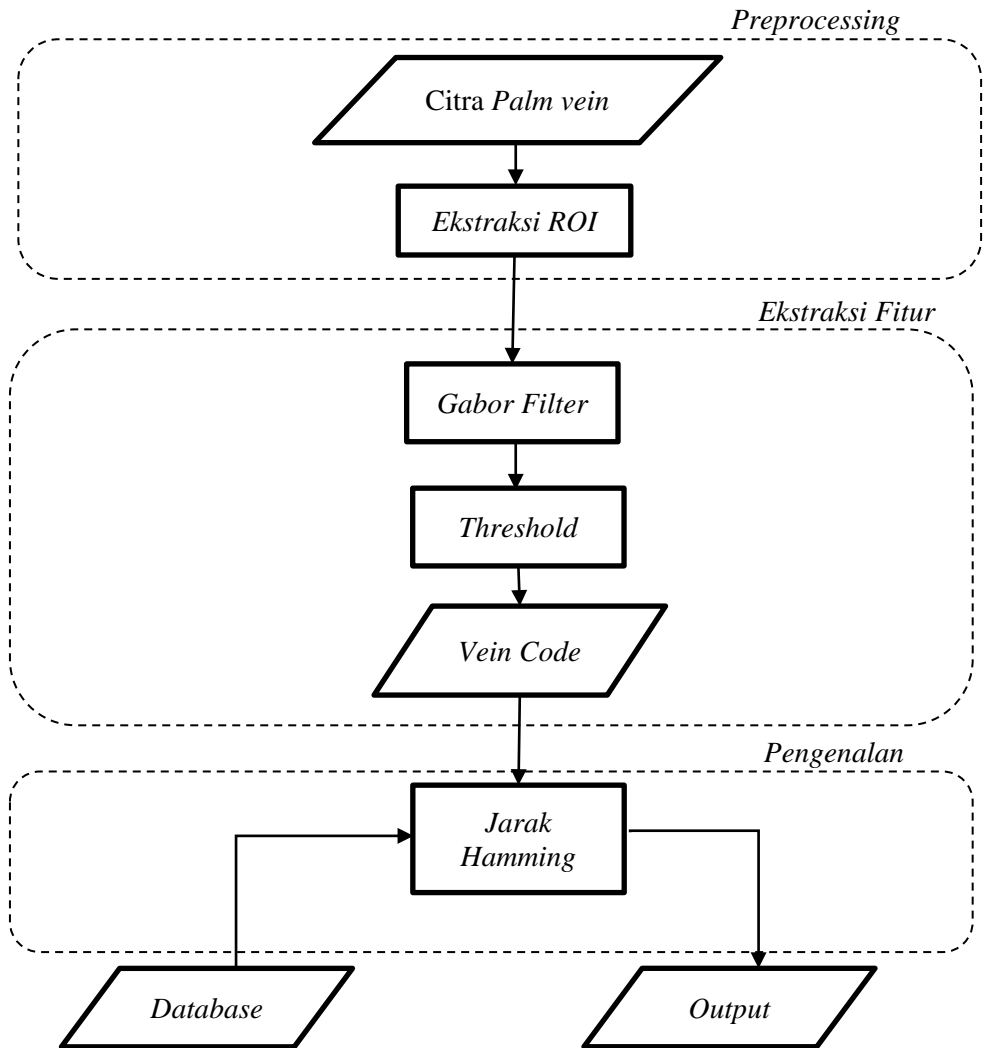 Preprocessing
Citra Palm vein
Ekstraksi ROI
Ekstraksi Fitur
Gabor Filter
Threshold
Vein Code
Pengenalan
Jarak
Hamming
Database
Output